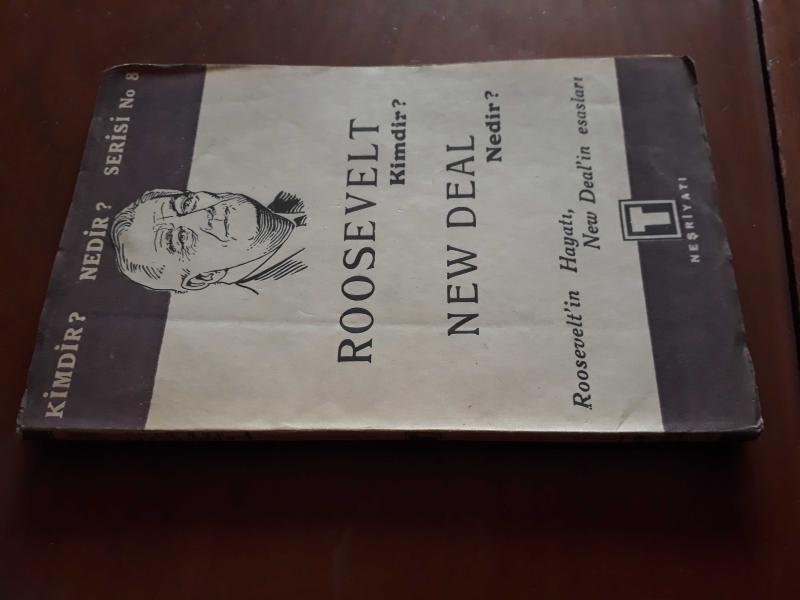 KİMDİR? NEDİR? SERİSİ No 8
ROOSEVELT
Kimdir?
NEW DEAL
Nedir?
Roosevelt'in Hayatı,
New Deal'in esasları
T
NEŞRİYATI